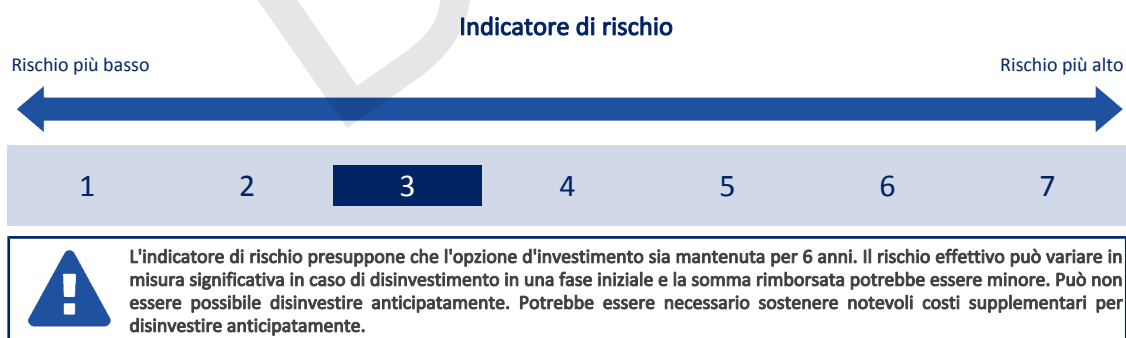 Indicatore di rischio
Rischio più basso
Rischio più alto
1 2 3 4 5 6 7
L'indicatore di rischio presuppone che l'opzione d'investimento sia mantenuta per 6 anni. Il rischio effettivo può variare in
misura significativa in caso di disinvestimento in una fase iniziale e la somma rimborsata potrebbe essere minore. Può non
essere possibile disinvestire anticipatamente. Potrebbe essere necessario sostenere notevoli costi supplementari per
disinvestire anticipatamente.